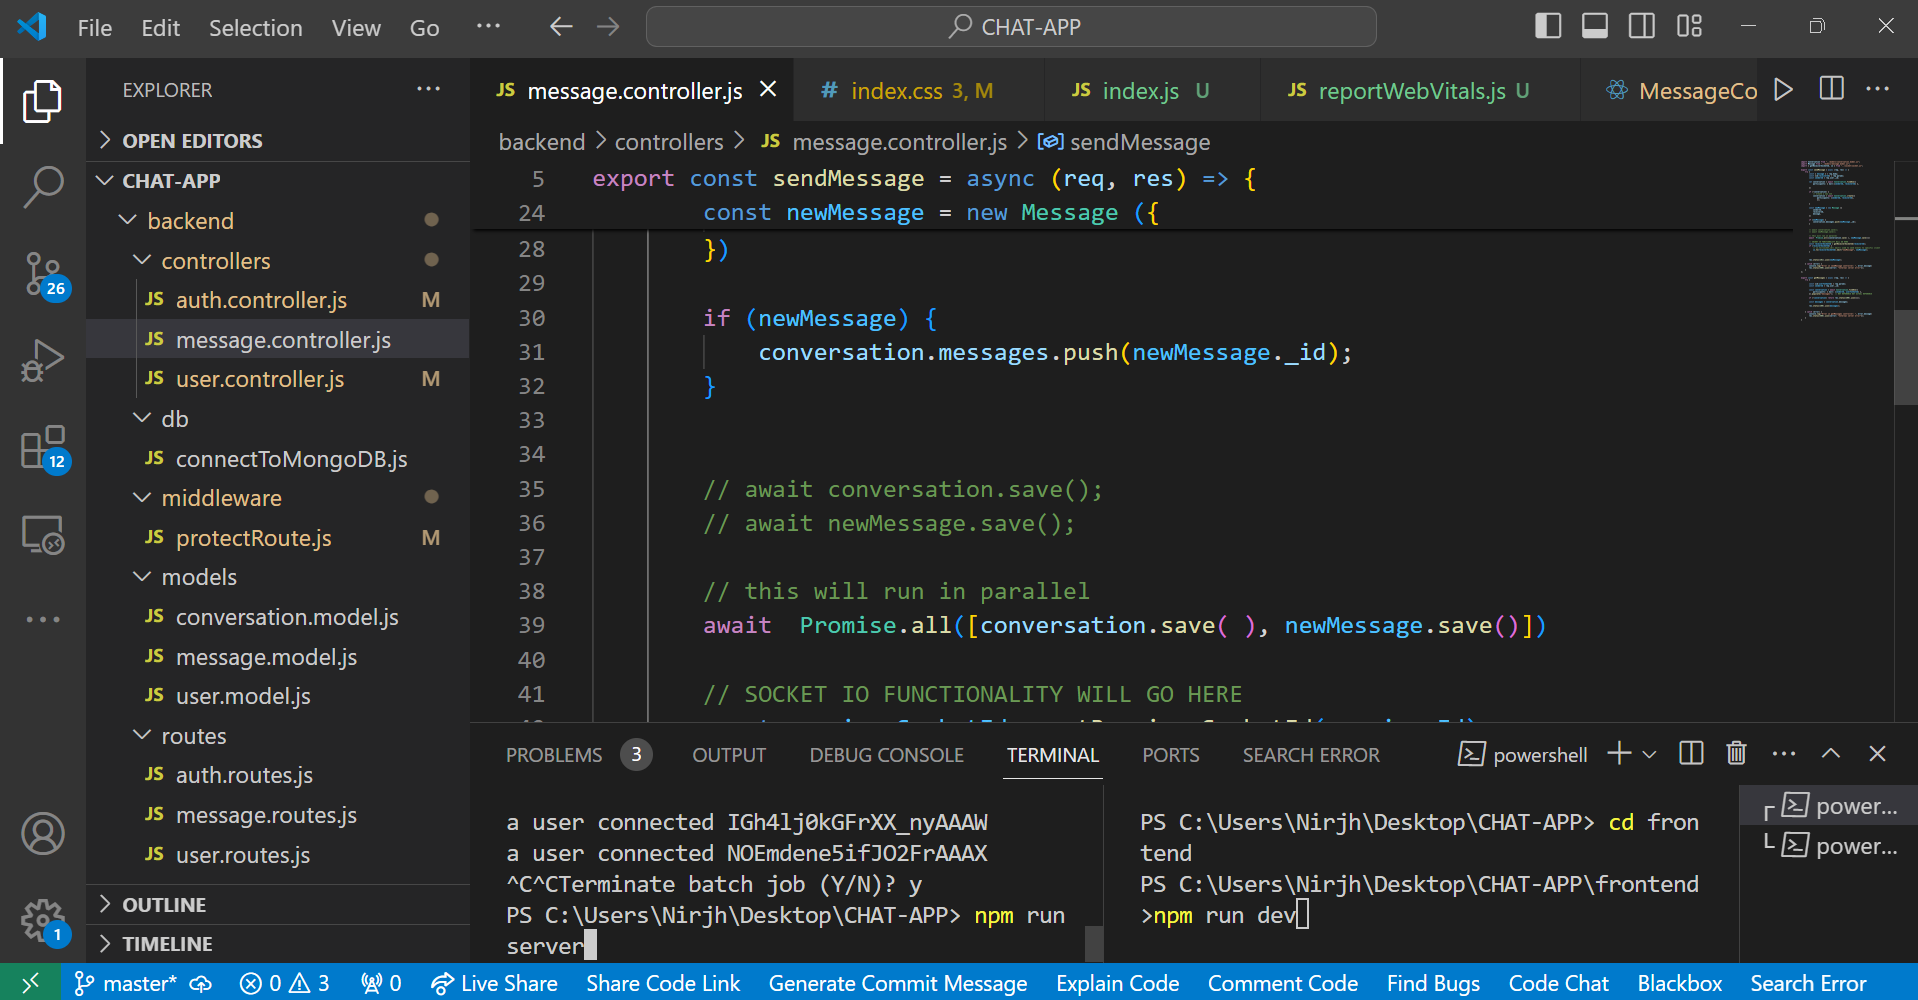 File Edit Selection View Go ···
CHAT-APP
EXPLORER ···
OPEN EDITORS
CHAT-APP
backend
controllers
JS auth.controller.js M
JS message.controller.js
JS user.controller.js M
db
JS connectToMongoDB.js
middleware
JS protectRoute.js M
models
JS conversation.model.js
JS message.model.js
JS user.model.js
routes
JS auth.routes.js
JS message.routes.js
JS user.routes.js
OUTLINE
TIMELINE
26
12
1
JS message.controller.js # index.css 3, M JS index.js U JS reportWebVitals.js U MessageCo
backend > controllers > JS message.controller.js > sendMessage
5 export const sendMessage = async (req, res) => {
24 const newMessage = new Message ({
28 })
29
30 if (newMessage) {
31 conversation.messages.push(newMessage._id);
32 }
33
34
35 // await conversation.save();
36 // await newMessage.save();
37
38 // this will run in parallel
39 await  Promise.all([conversation.save( ), newMessage.save()])
40
41 // SOCKET IO FUNCTIONALITY WILL GO HERE
PROBLEMS 3 OUTPUT DEBUG CONSOLE TERMINAL PORTS SEARCH ERROR powershell
a user connected IGh4lj0kGFrXX_nyAAAW
a user connected NOEmdene5ifJO2FrAAAX
^C^CTerminate batch job (Y/N)? y
PS C:\Users\Nirjh\Desktop\CHAT-APP> npm run
server
PS C:\Users\Nirjh\Desktop\CHAT-APP> cd fron
tend
PS C:\Users\Nirjh\Desktop\CHAT-APP\frontend
>npm run dev
power...
power...
master* 0 3 0 Live Share Share Code Link Generate Commit Message Explain Code Comment Code Find Bugs Code Chat Blackbox Search Error